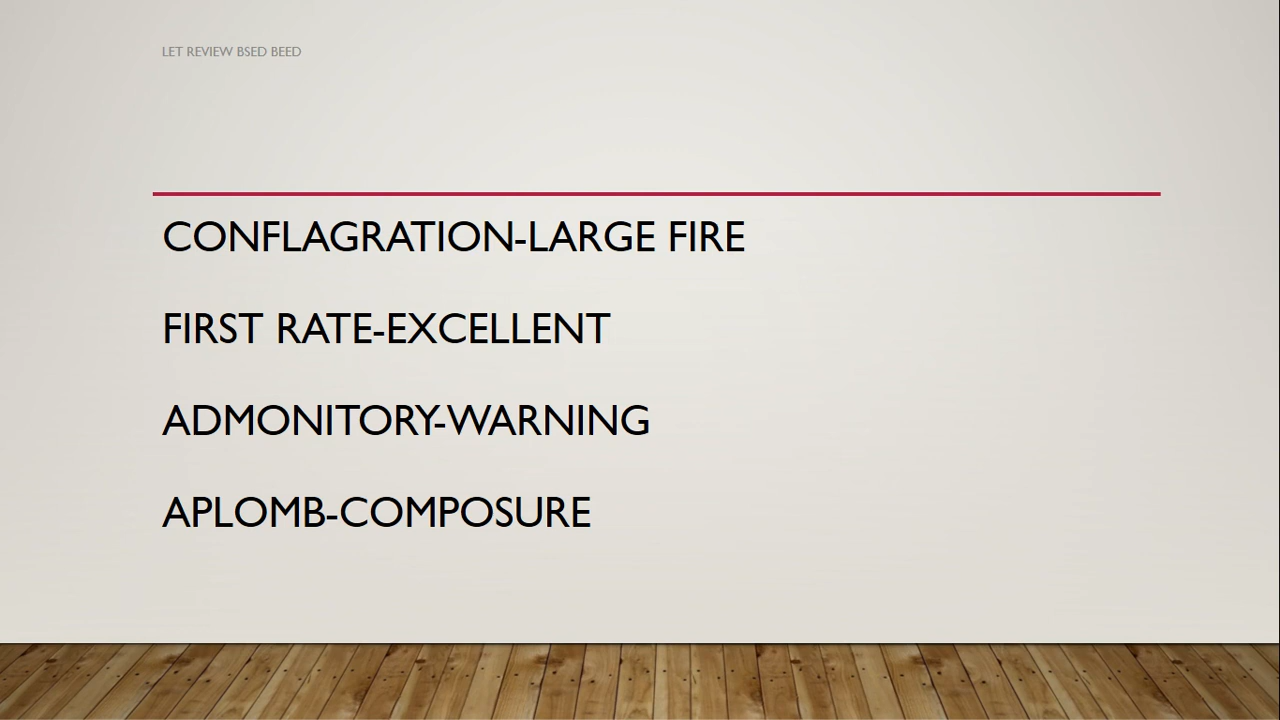 LET REVIEW BSED BEED
CONFLAGRATION-LARGE FIRE
FIRST RATE-EXCELLENT
ADMONITORY-WARNING
APLOMB-COMPOSURE